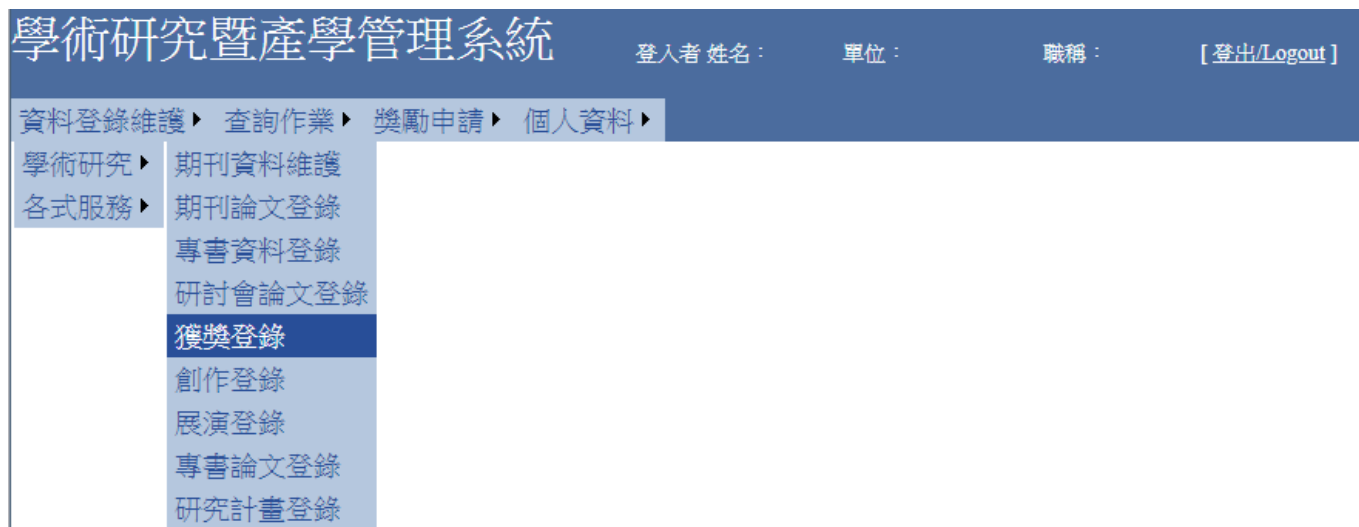 學術研究暨產學管理系統 登入者 姓名： 單位： 職稱： [ 登出/Logout ]
資料登錄維護 查詢作業 獎勵申請 個人資料
學術研究 期刊資料維護
各式服務 期刊論文登錄
專書資料登錄
研討會論文登錄
獲獎登錄
創作登錄
展演登錄
專書論文登錄
研究計畫登錄